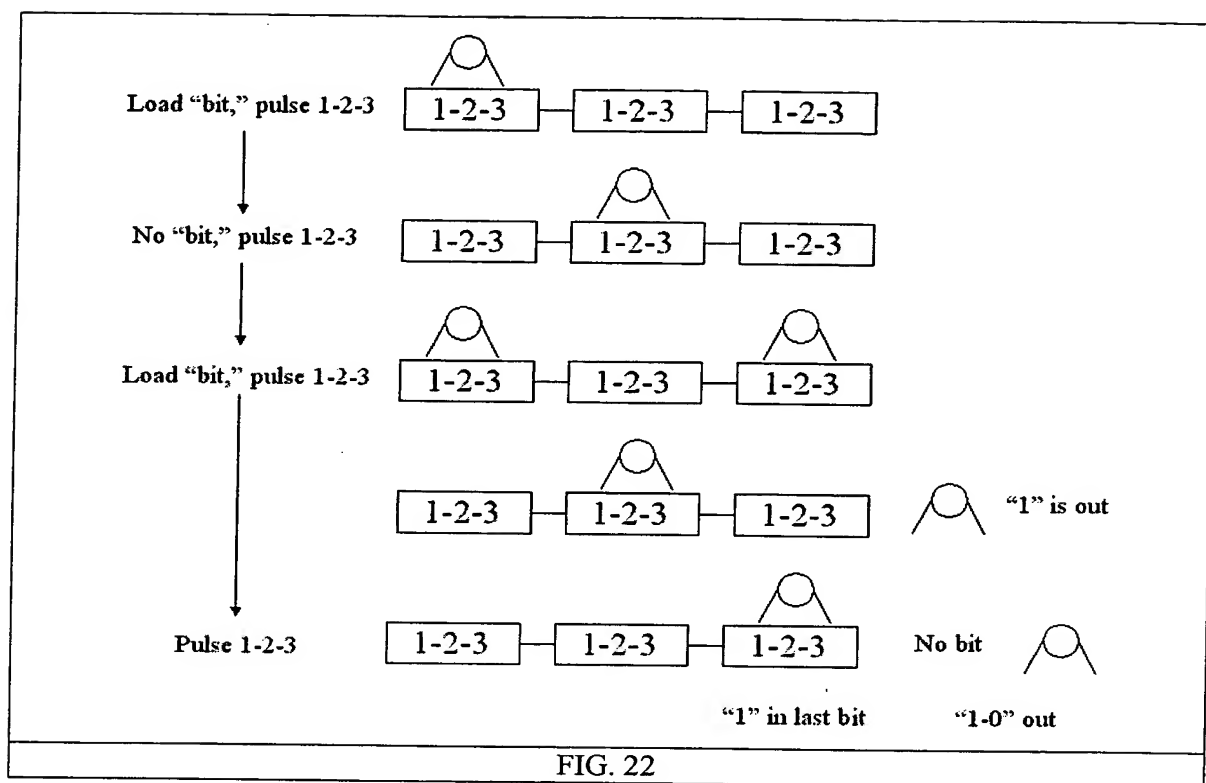 Load “bit,” pulse 1-2-3 1-2-3 1-2-3 1-2-3
No “bit,” pulse 1-2-3 1-2-3 1-2-3 1-2-3
Load “bit,” pulse 1-2-3 1-2-3 1-2-3 1-2-3
1-2-3 1-2-3 1-2-3 “1” is out
Pulse 1-2-3 1-2-3 1-2-3 1-2-3 No bit
“1” in last bit “1-0” out
FIG. 22